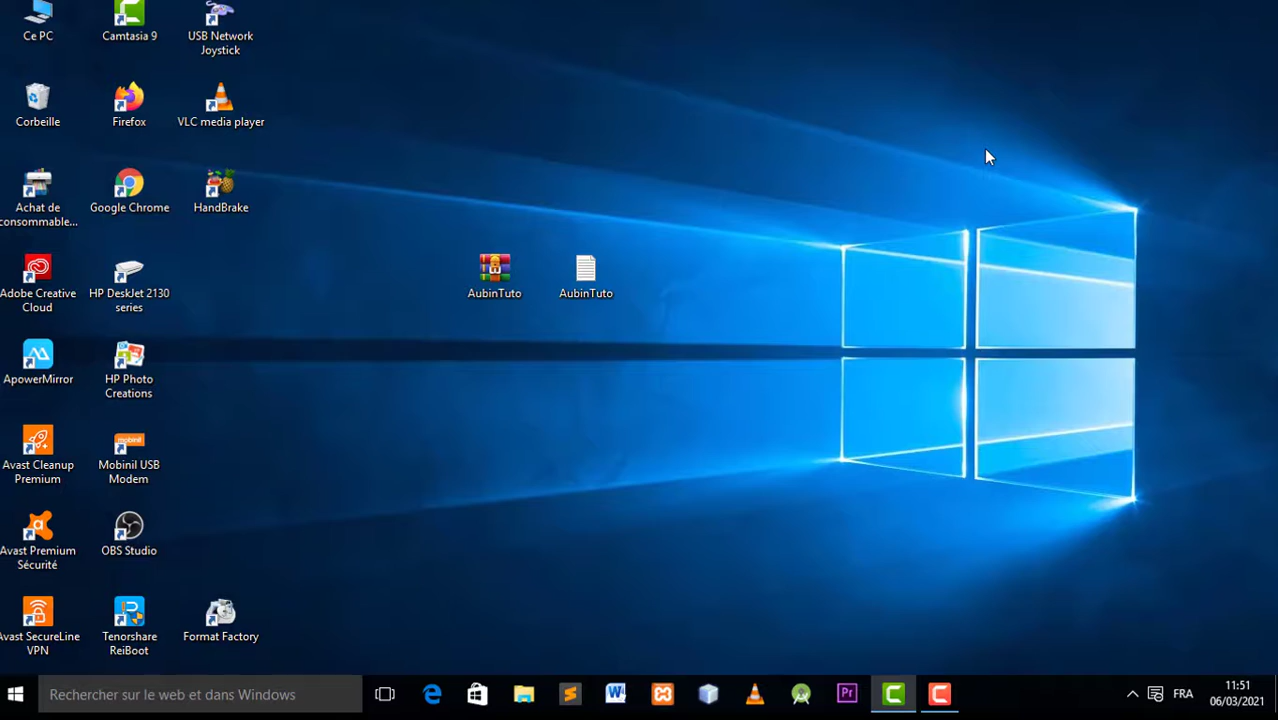 Ce PC
Camtasia 9
USB Network
Joystick
Corbeille
Firefox
VLC media player
Achat de
consommable...
Google Chrome
HandBrake
Adobe Creative
Cloud
HP DeskJet 2130
series
AubinTuto
AubinTuto
ApowerMirror
HP Photo
Creations
Avast Cleanup
Premium
mobinil
Mobinil USB
Modem
Avast Premium
Sécurité
OBS Studio
Avast SecureLine
VPN
Tenorshare
ReiBoot
Format Factory
Rechercher sur le web et dans Windows
Pr
FRA
11:51
06/03/2021